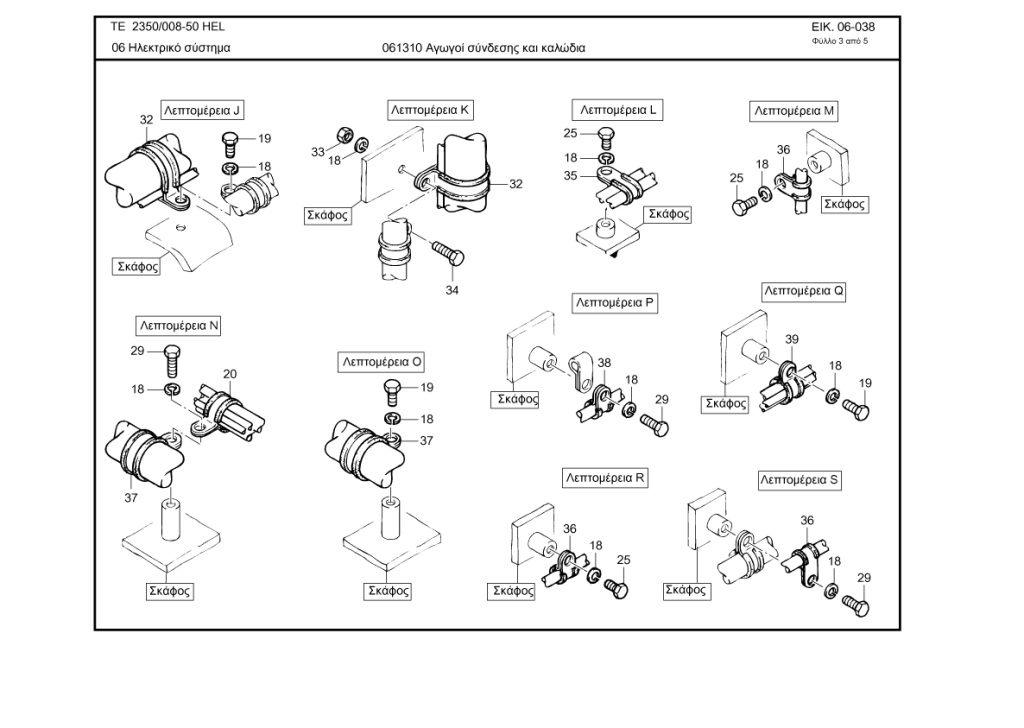 ΤΕ 2350/008-50 HEL
ΕΙΚ. 06-038
06 Ηλεκτρικό σύστημα
061310 Αγωγοί σύνδεσης και καλώδια
Φύλλο 3 από 5
Λεπτομέρεια J
32
19
18
Σκάφος
Λεπτομέρεια K
33
18
32
Σκάφος
34
Λεπτομέρεια L
25
18
35
Σκάφος
Λεπτομέρεια M
36
18
25
Σκάφος
Λεπτομέρεια N
29
18
20
37
Σκάφος
Λεπτομέρεια O
19
18
37
Σκάφος
Λεπτομέρεια P
38
18
29
Σκάφος
Λεπτομέρεια Q
39
18
19
Σκάφος
Λεπτομέρεια R
36
18
25
Σκάφος
Λεπτομέρεια S
36
18
29
Σκάφος